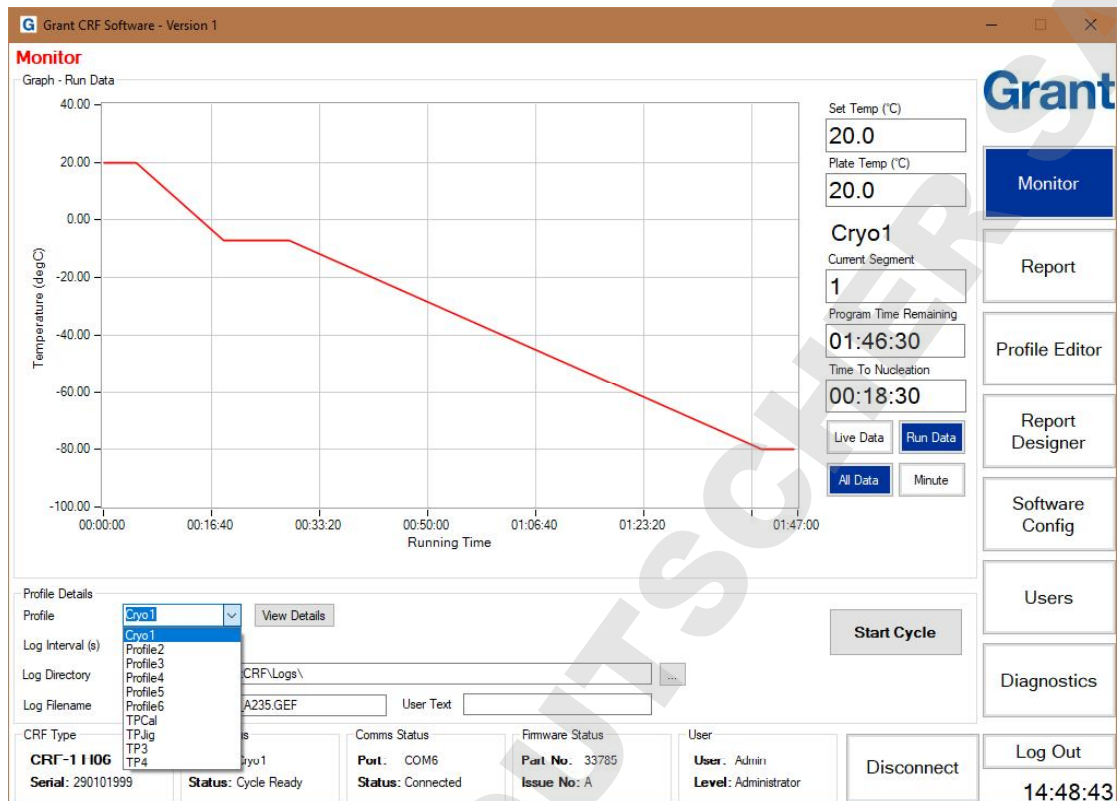 Grant CRF Software - Version 1
Monitor
Graph - Run Data
40.00
20.00
0.00
-20.00
-40.00
-60.00
-80.00
-100.00
Temperature (degC)
00:00:00 00:16:40 00:33:20 00:50:00 01:06:40 01:23:20 01:47:00
Running Time
Set Temp (°C)
20.0
Plate Temp (°C)
20.0
Cryo1
Current Segment
1
Program Time Remaining
01:46:30
Time To Nucleation
00:18:30
Live Data Run Data
All Data Minute
Grant
Monitor
Report
Profile Editor
Report
Designer
Software
Config
Users
Diagnostics
Log Out
14:48:43
Profile Details
Profile Cryo1 View Details
Cryo1
Profile2
Profile3
Profile4
Profile5
Profile6
TPCal
TPJig
TP3
TP4
Log Interval (s)
Log Directory CRF\Logs\ ...
Log Filename A235.GEF User Text
Start Cycle
CRF Type
CRF-1 H06
Serial: 290101999
Cryo1
Status: Cycle Ready
Comms Status
Port: COM6
Status: Connected
Firmware Status
Part No. 33785
Issue No: A
User
User: Admin
Level: Administrator
Disconnect